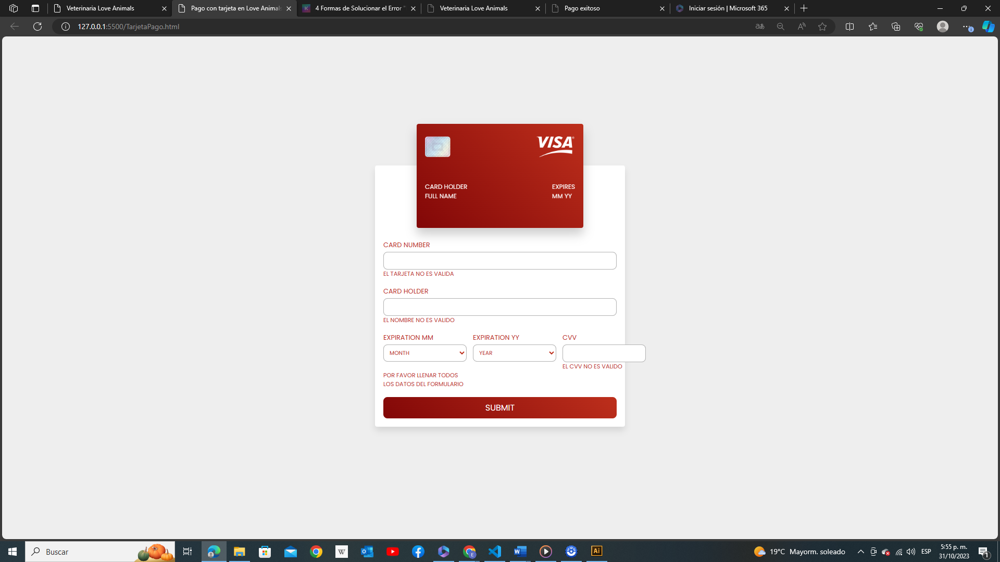 Veterinaria Love Animals
Pago con tarjeta en Love Animals
4 Formas de Solucionar el Error "
Veterinaria Love Animals
Pago exitoso
Iniciar sesión | Microsoft 365
127.0.0.1:5500/TarjetaPago.html
VISA
CARD HOLDER
FULL NAME
EXPIRES
MM YY
CARD NUMBER
EL TARJETA NO ES VALIDA
CARD HOLDER
EL NOMBRE NO ES VALIDO
EXPIRATION MM
EXPIRATION YY
CVV
MONTH
YEAR
EL CVV NO ES VALIDO
POR FAVOR LLENAR TODOS
LOS DATOS DEL FORMULARIO
SUBMIT
Buscar
W
E
Ai
19°C Mayorm. soleado
ESP
5:55 p. m.
31/10/2023
1